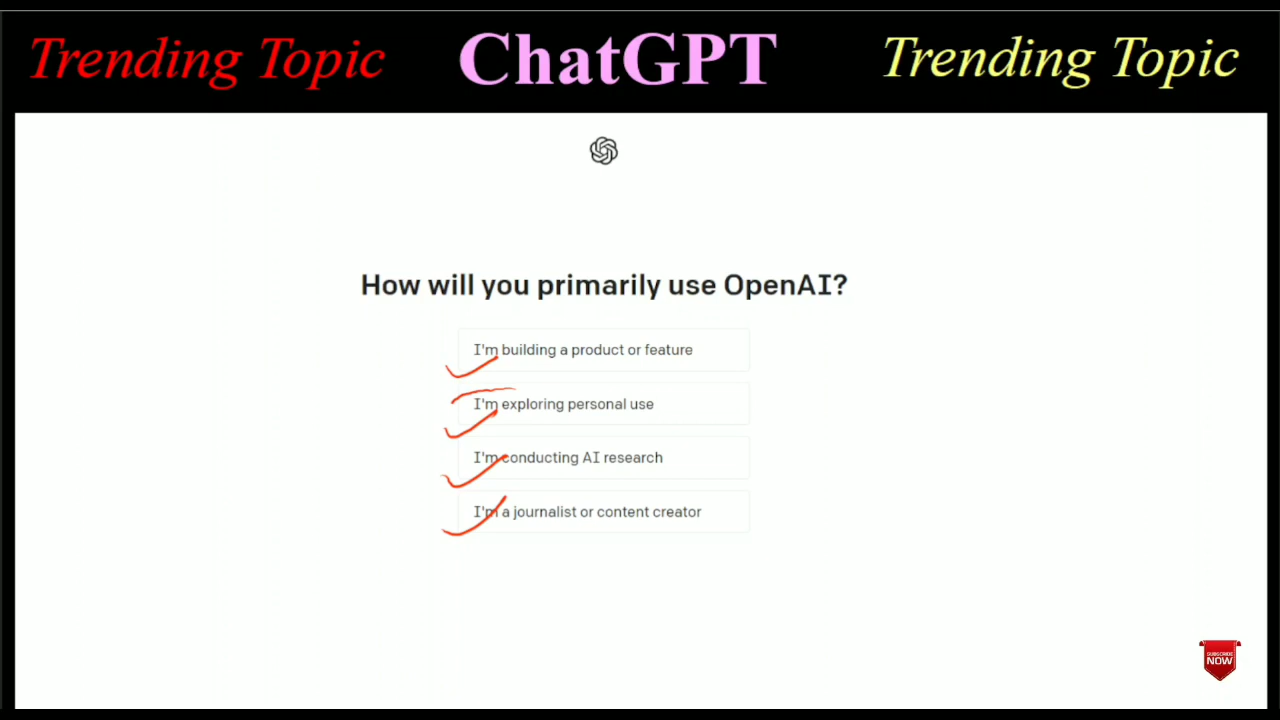 Trending Topic ChatGPT Trending Topic
How will you primarily use OpenAI?
I'm building a product or feature
I'm exploring personal use
I'm conducting AI research
I'm a journalist or content creator
SUBSCRIBE
NOW